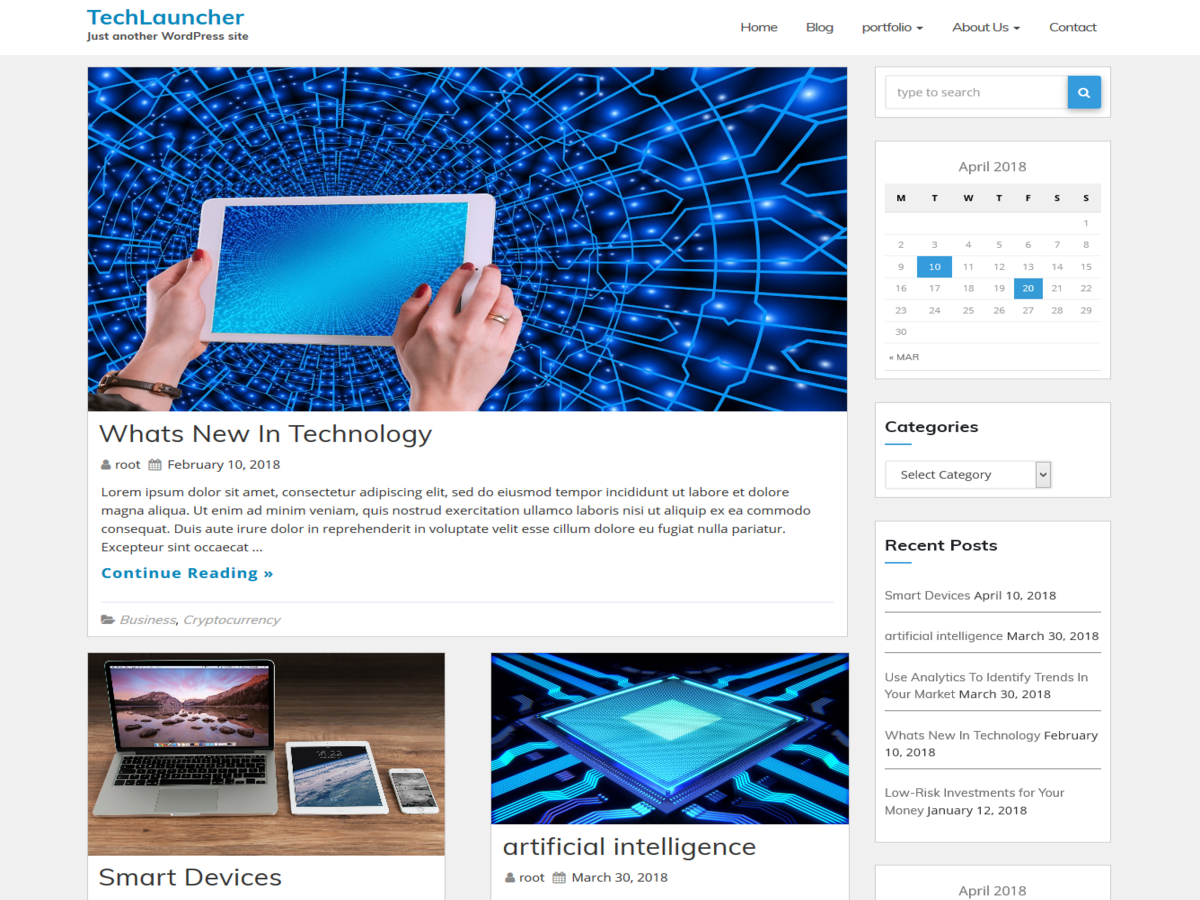 TechLauncher
Just another WordPress site
Home Blog portfolio About Us Contact
Whats New In Technology
root February 10, 2018
Lorem ipsum dolor sit amet, consectetur adipiscing elit, sed do eiusmod tempor incididunt ut labore et dolore
magna aliqua. Ut enim ad minim veniam, quis nostrud exercitation ullamco laboris nisi ut aliquip ex ea commodo
consequat. Duis aute irure dolor in reprehenderit in voluptate velit esse cillum dolore eu fugiat nulla pariatur.
Excepteur sint occaecat ...
Continue Reading »
Business, Cryptocurrency
10:22
Smart Devices
artificial intelligence
root March 30, 2018
type to search
April 2018
M T W T F S S
1
2 3 4 5 6 7 8
9 10 11 12 13 14 15
16 17 18 19 20 21 22
23 24 25 26 27 28 29
30
« MAR
Categories
Select Category
Recent Posts
Smart Devices April 10, 2018
artificial intelligence March 30, 2018
Use Analytics To Identify Trends In
Your Market March 30, 2018
Whats New In Technology February
10, 2018
Low-Risk Investments for Your
Money January 12, 2018
April 2018